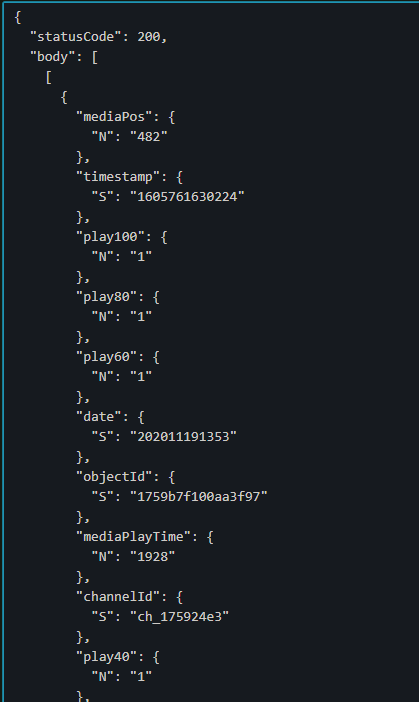 {
  "statusCode": 200,
  "body": [
    [
      {
        "mediaPos": {
          "N": "482"
        },
        "timestamp": {
          "S": "1605761630224"
        },
        "play100": {
          "N": "1"
        },
        "play80": {
          "N": "1"
        },
        "play60": {
          "N": "1"
        },
        "date": {
          "S": "202011191353"
        },
        "objectId": {
          "S": "1759b7f100aa3f97"
        },
        "mediaPlayTime": {
          "N": "1928"
        },
        "channelId": {
          "S": "ch_175924e3"
        },
        "play40": {
          "N": "1"
        },